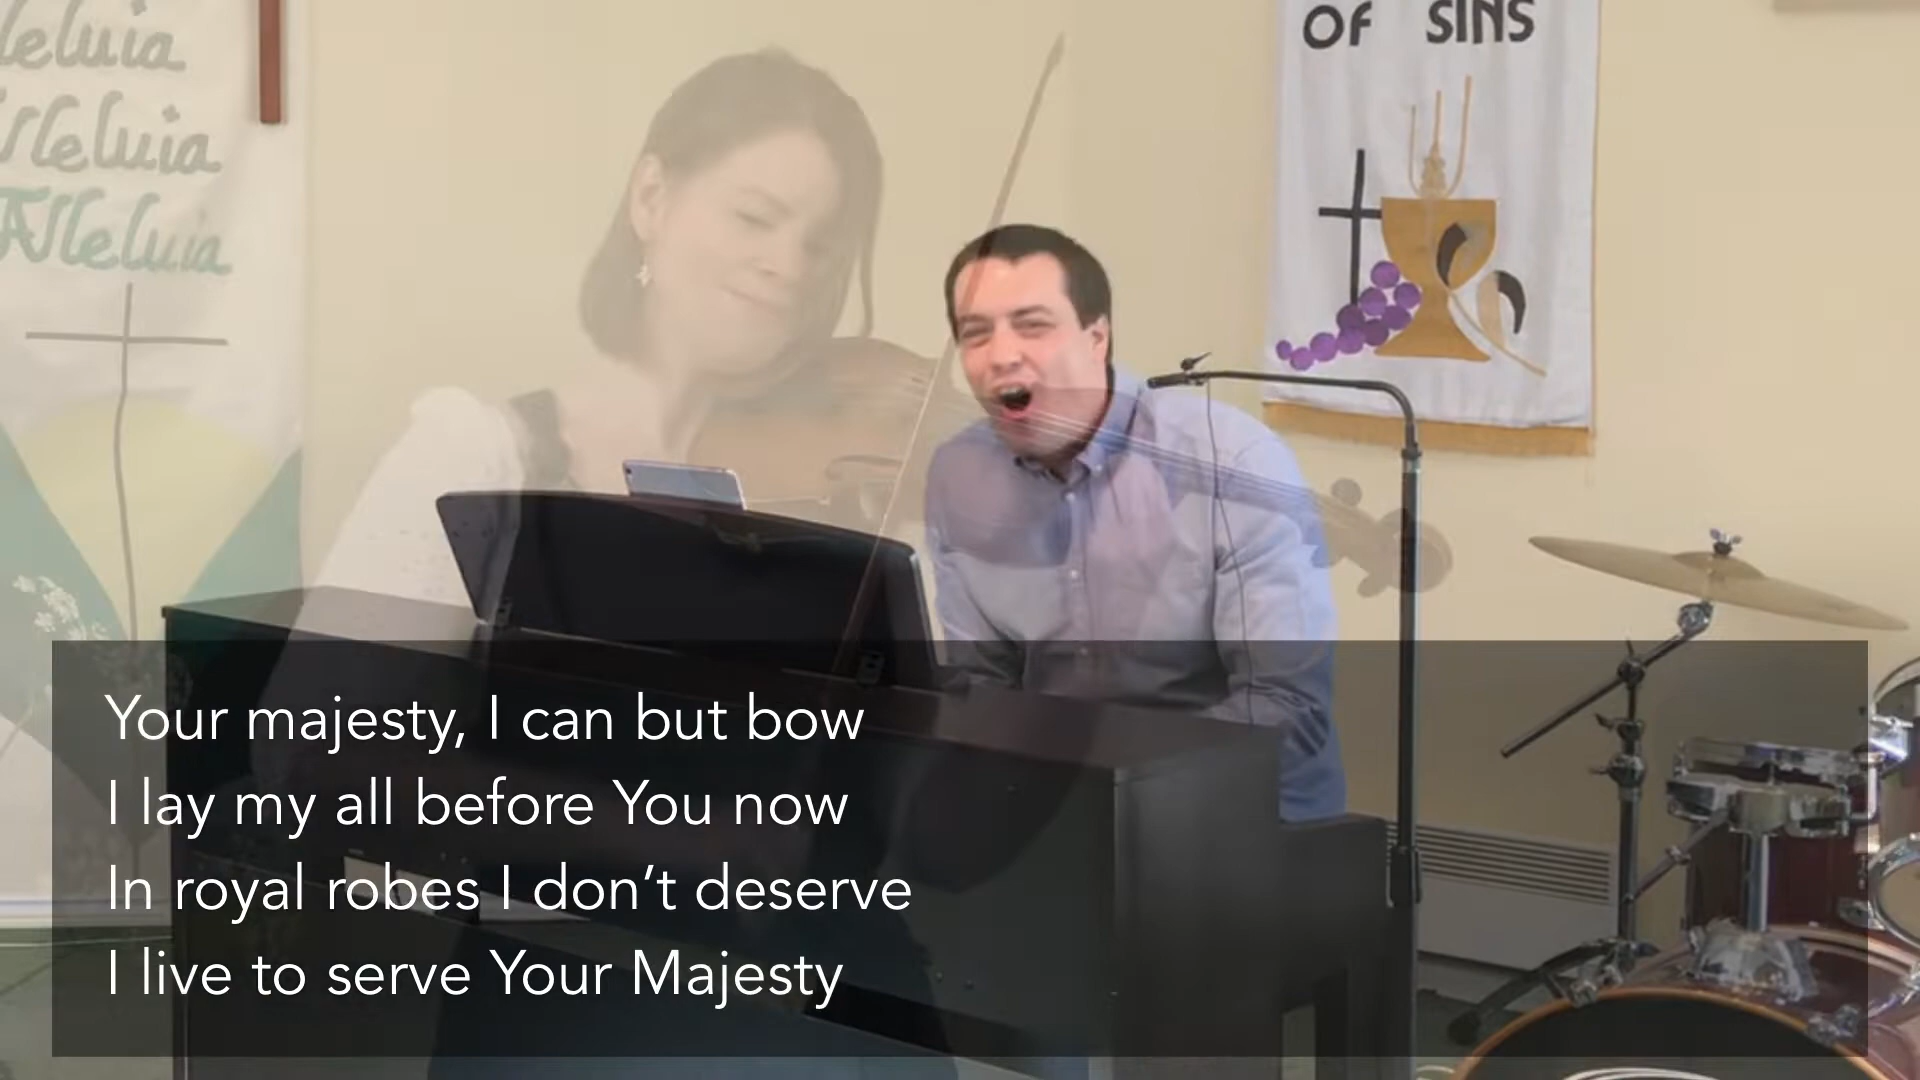 leluia
Alleluia
Alleluia
OF SINS
Your majesty, I can but bow
I lay my all before You now
In royal robes I don’t deserve
I live to serve Your Majesty